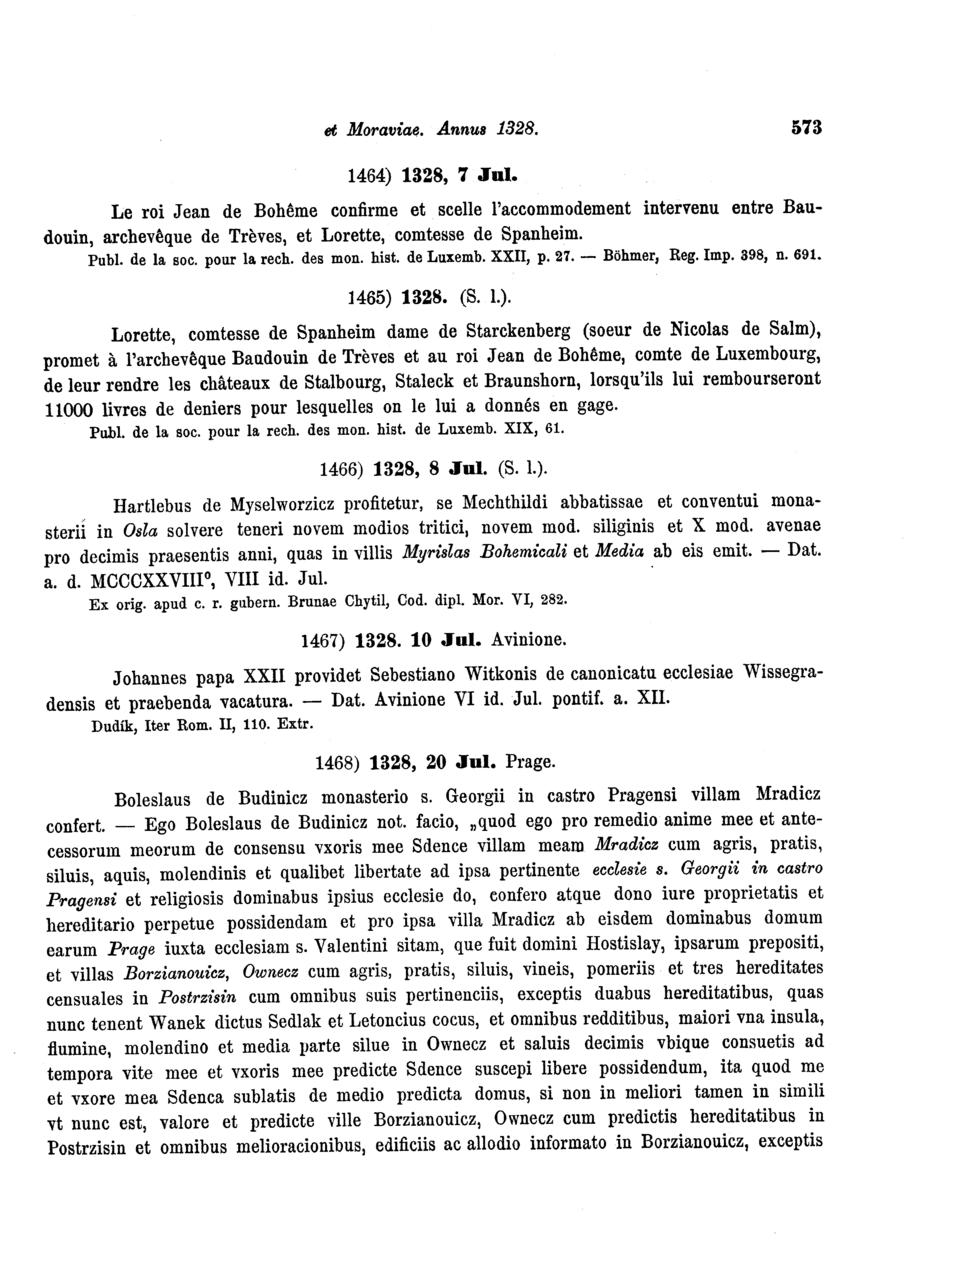 et Moraviae. Annus 1328. 573
1464) 1328, 7 Jul.
Le roi Jean de Bohême confirme et scelle l'accommodement intervenu entre Bau-
douin, archevêque de Trèves, et Lorette, comtesse de Spanheim.
Publ. de la soc. pour la rech. des mon. hist. de Luxemb. XXII, p. 27. — Böhmer, Reg. Imp. 398, n. 691.
1465) 1328. (S. l.).
Lorette, comtesse de Spanheim dame de Starckenberg (soeur de Nicolas de Salm),
promet à l'archevêque Baudouin de Trèves et au roi Jean de Bohême, comte de Luxembourg,
de leur rendre les châteaux de Stalbourg, Staleck et Braunshorn, lorsqu'ils lui rembourseront
11000 livres de deniers pour lesquelles on le lui a donnés en gage.
Publ. de la soc. pour la rech. des mon. hist. de Luxemb. XIX, 61.
1466) 1328, 8 Jul. (S. l.).
Hartlebus de Myselworzicz profitetur, se Mechthildi abbatissae et conventui mona-
sterii in Osla solvere teneri novem modios tritici, novem mod. siliginis et X mod. avenae
pro decimis praesentis anni, quas in villis Myrislas Bohemicali et Media ab eis emit. — Dat.
a. d. MCCCXXVIII⁰, VIII id. Jul.
Ex orig. apud c. r. gubern. Brunae Chytil, Cod. dipl. Mor. VI, 282.
1467) 1328. 10 Jul. Avinione.
Johannes papa XXII providet Sebestiano Witkonis de canonicatu ecclesiae Wissegra-
densis et praebenda vacatura. — Dat. Avinione VI id. Jul. pontif. a. XII.
Dudík, Iter Rom. II, 110. Extr.
1468) 1328, 20 Jul. Prage.
Boleslaus de Budinicz monasterio s. Georgii in castro Pragensi villam Mradicz
confert. — Ego Boleslaus de Budinicz not. facio, „quod ego pro remedio anime mee et ante-
cessorum meorum de consensu vxoris mee Sdence villam meam Mradicz cum agris, pratis,
siluis, aquis, molendinis et qualibet libertate ad ipsa pertinente ecclesie s. Georgii in castro
Pragensi et religiosis dominabus ipsius ecclesie do, confero atque dono iure proprietatis et
hereditario perpetue possidendam et pro ipsa villa Mradicz ab eisdem dominabus domum
earum Prage iuxta ecclesiam s. Valentini sitam, que fuit domini Hostislay, ipsarum prepositi,
et villas Borzianouicz, Ownecz cum agris, pratis, siluis, vineis, pomeriis et tres hereditates
censuales in Postrzisin cum omnibus suis pertinenciis, exceptis duabus hereditatibus, quas
nunc tenent Wanek dictus Sedlak et Letoncius cocus, et omnibus redditibus, maiori vna insula,
flumine, molendino et media parte silue in Ownecz et saluis decimis vbique consuetis ad
tempora vite mee et vxoris mee predicte Sdence suscepi libere possidendum, ita quod me
et vxore mea Sdenca sublatis de medio predicta domus, si non in meliori tamen in simili
vt nunc est, valore et predicte ville Borzianouicz, Ownecz cum predictis hereditatibus in
Postrzisin et omnibus melioracionibus, edificiis ac allodio informato in Borzianouicz, exceptis